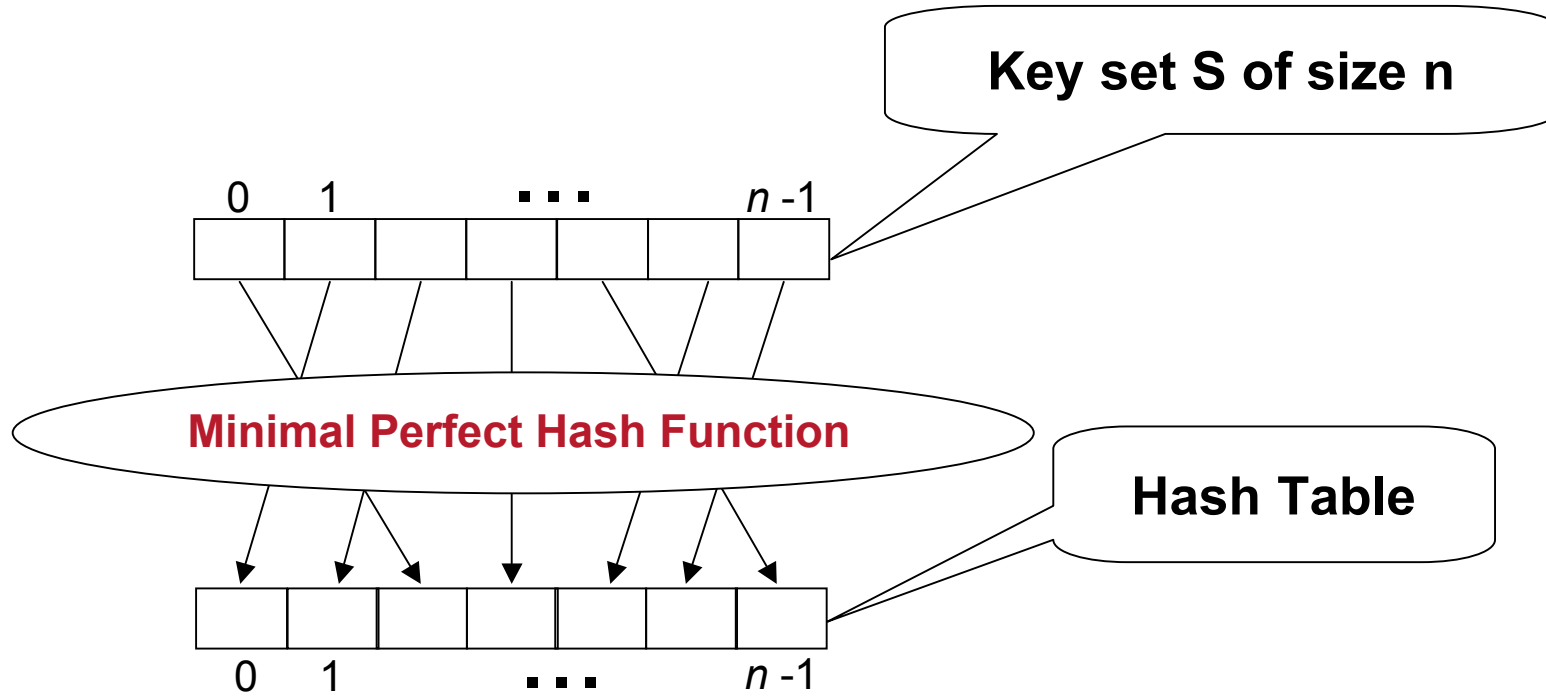 Key set S of size n
0 1 ... n -1
Minimal Perfect Hash Function
Hash Table
0 1 ... n -1